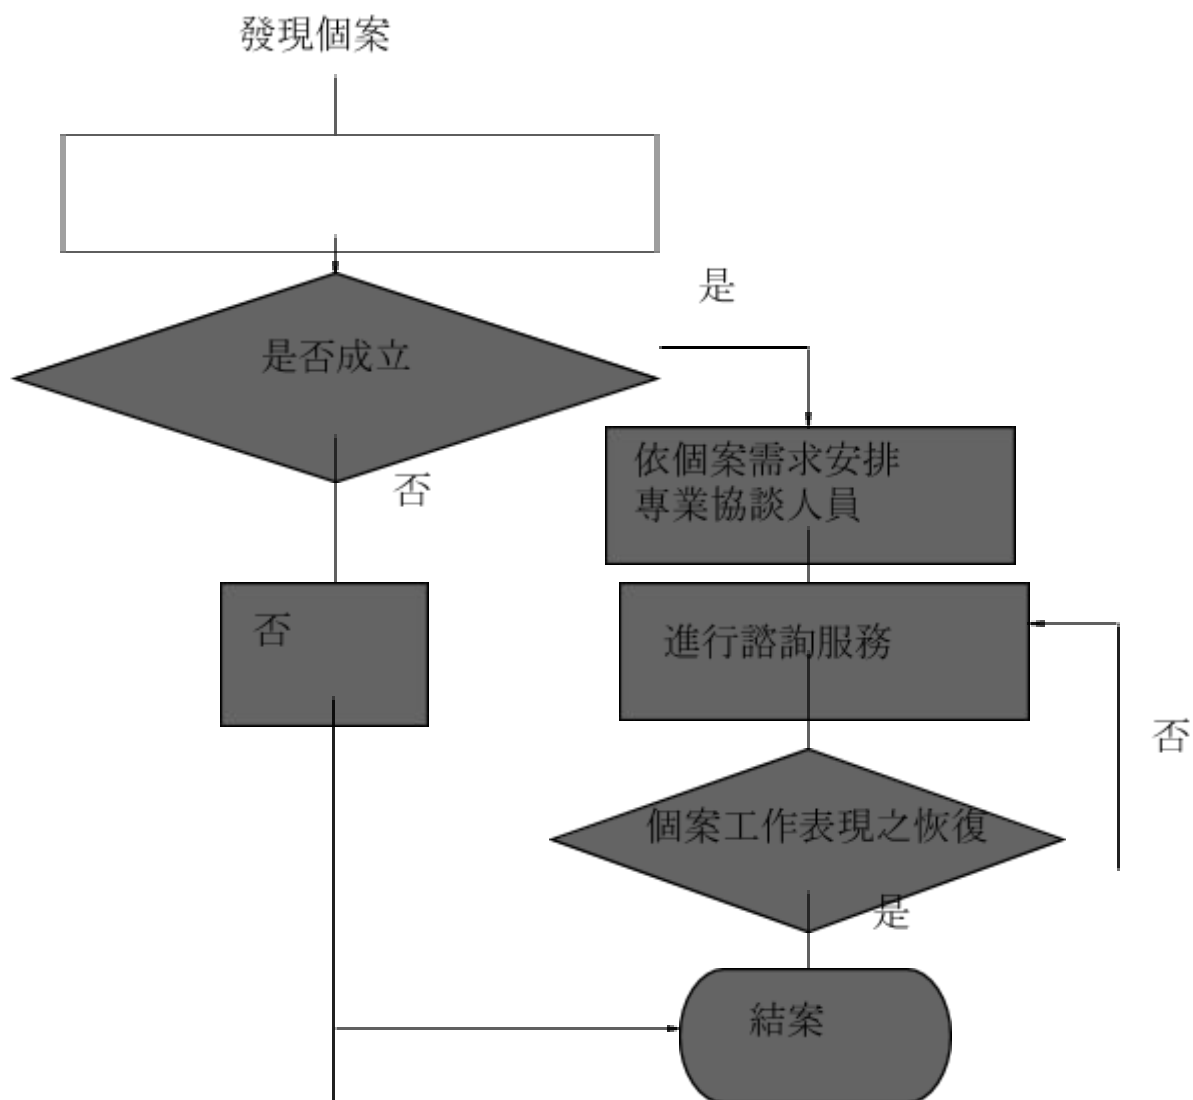 發現個案
是
是否成立
依個案需求安排
專業協談人員
否
否
進行諮詢服務
否
個案工作表現之恢復
是
結案